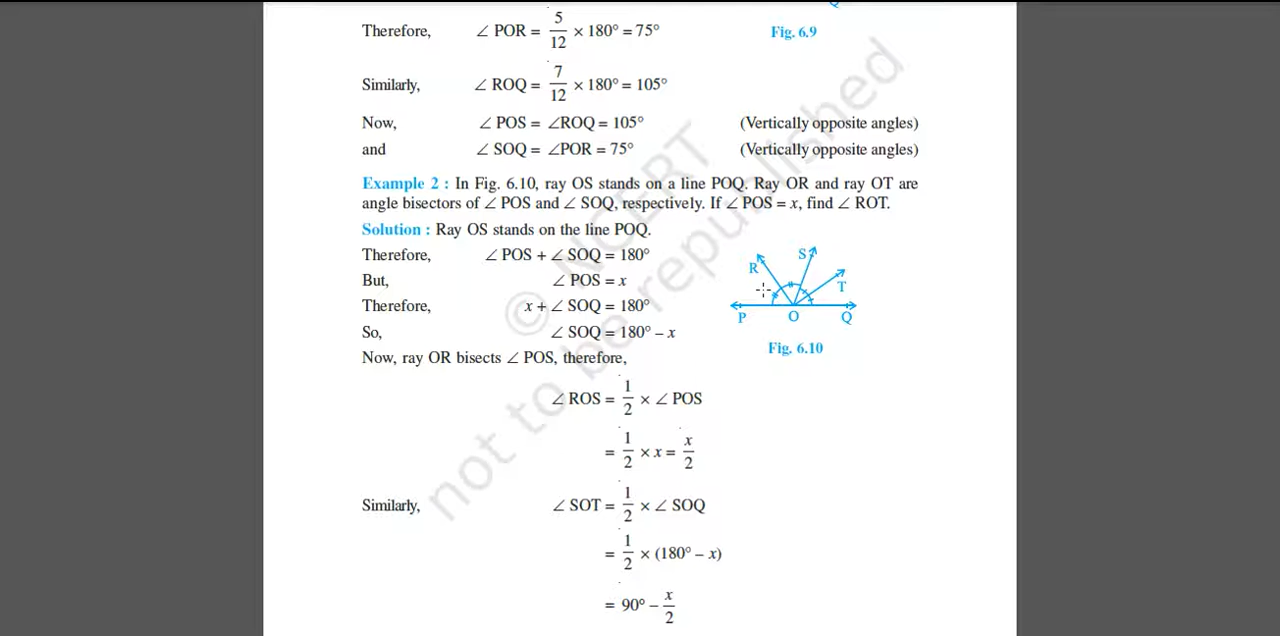 Therefore, ∠ POR = 5/12 × 180° = 75°
Fig. 6.9
Similarly, ∠ ROQ = 7/12 × 180° = 105°
Now, ∠ POS = ∠ROQ = 105° (Vertically opposite angles)
and ∠ SOQ = ∠POR = 75° (Vertically opposite angles)
Example 2 : In Fig. 6.10, ray OS stands on a line POQ. Ray OR and ray OT are
angle bisectors of ∠ POS and ∠ SOQ, respectively. If ∠ POS = x, find ∠ ROT.
Solution : Ray OS stands on the line POQ.
Therefore, ∠ POS + ∠ SOQ = 180°
But, ∠ POS = x
Therefore, x + ∠ SOQ = 180°
So, ∠ SOQ = 180° – x
Now, ray OR bisects ∠ POS, therefore,
R S T
P O Q
Fig. 6.10
∠ ROS = 1/2 × ∠ POS
= 1/2 × x = x/2
Similarly, ∠ SOT = 1/2 × ∠ SOQ
= 1/2 × (180° – x)
= 90° – x/2
© NCERT
not to be republished